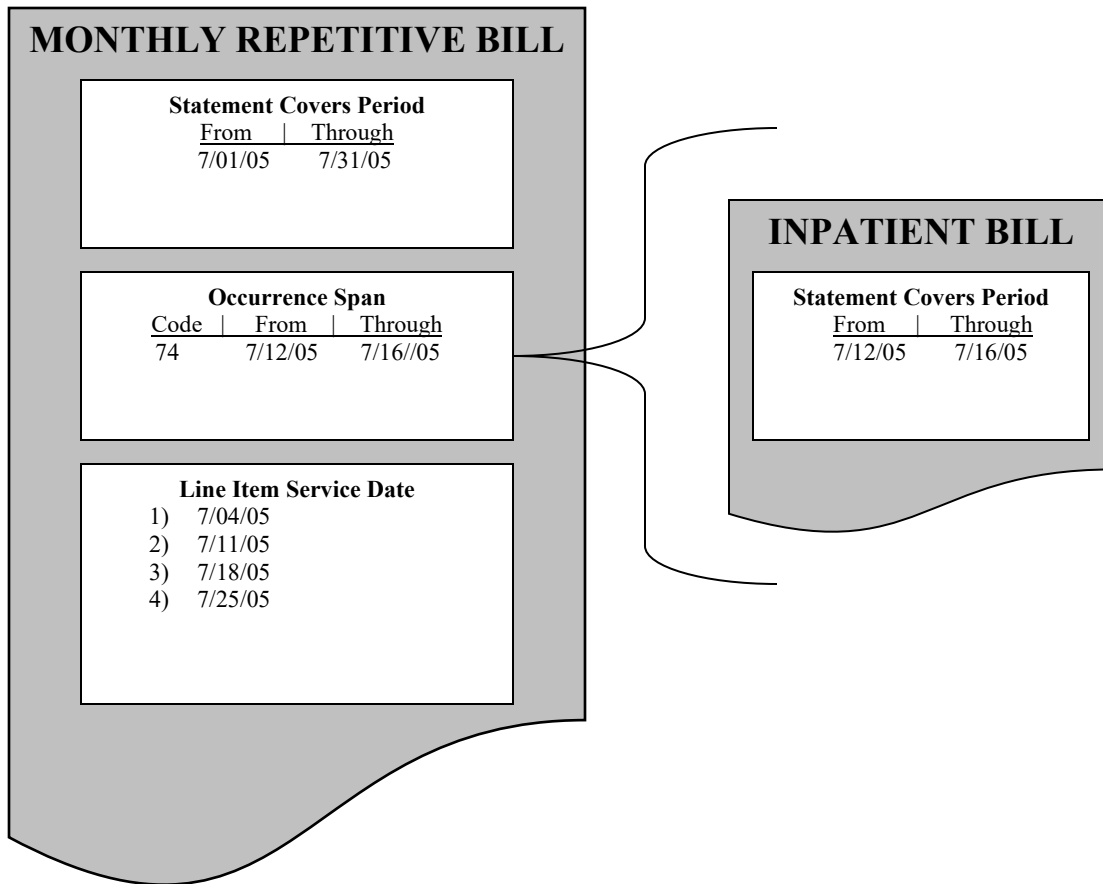 MONTHLY REPETITIVE BILL
Statement Covers Period
From | Through
7/01/05 7/31/05
Occurrence Span
Code | From | Through
74 7/12/05 7/16//05
Line Item Service Date
1) 7/04/05
2) 7/11/05
3) 7/18/05
4) 7/25/05
INPATIENT BILL
Statement Covers Period
From | Through
7/12/05 7/16/05